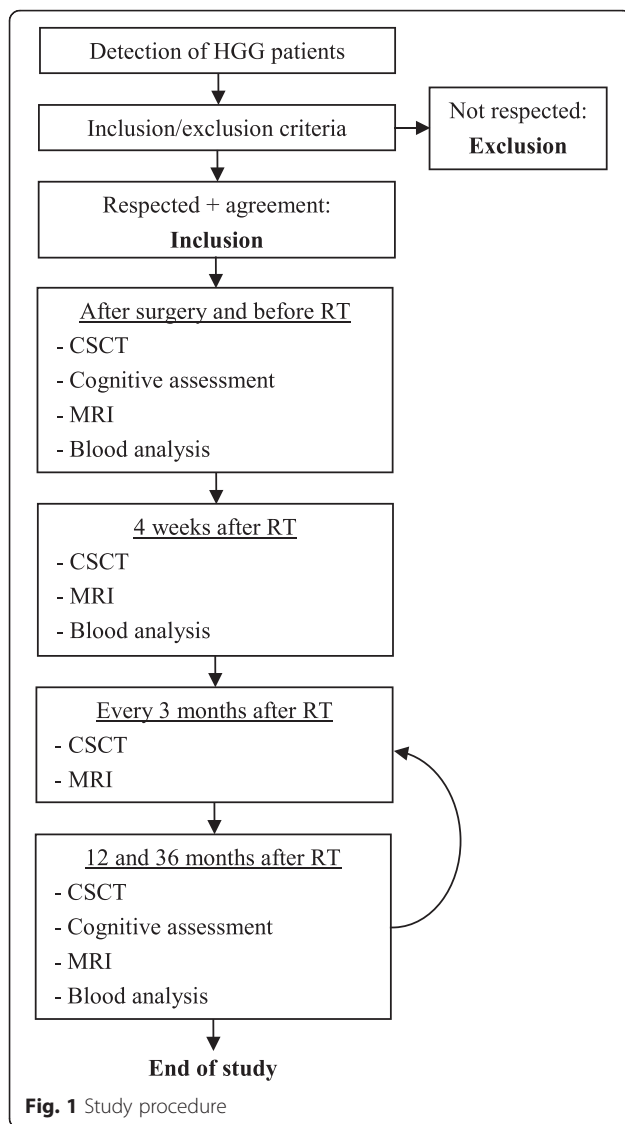 Detection of HGG patients
Inclusion/exclusion criteria
Not respected:
Exclusion
Respected + agreement:
Inclusion
After surgery and before RT
- CSCT
- Cognitive assessment
- MRI
- Blood analysis
4 weeks after RT
- CSCT
- MRI
- Blood analysis
Every 3 months after RT
- CSCT
- MRI
12 and 36 months after RT
- CSCT
- Cognitive assessment
- MRI
- Blood analysis
End of study
Fig. 1 Study procedure